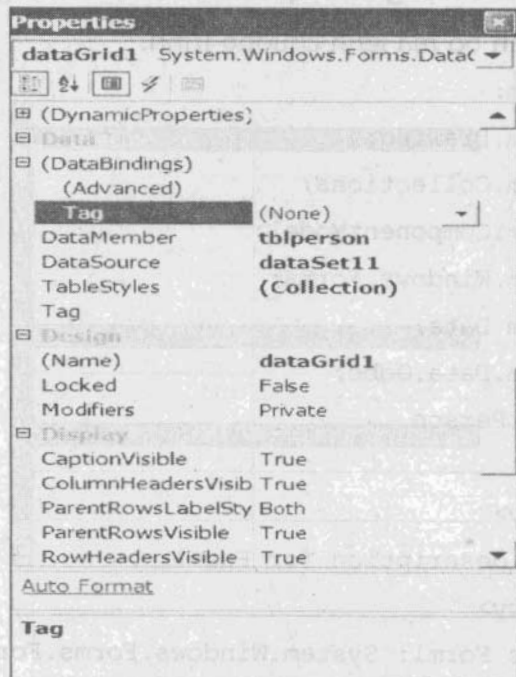 Properties
dataGrid1 System.Windows.Forms.DataG
(DynamicProperties)
Data
(DataBindings)
(Advanced)
Tag (None)
DataMember tblperson
DataSource dataSet11
TableStyles (Collection)
Tag
Design
(Name) dataGrid1
Locked False
Modifiers Private
Display
CaptionVisible True
ColumnHeadersVisib True
ParentRowsLabelSty Both
ParentRowsVisible True
RowHeadersVisible True
Auto Format
Tag